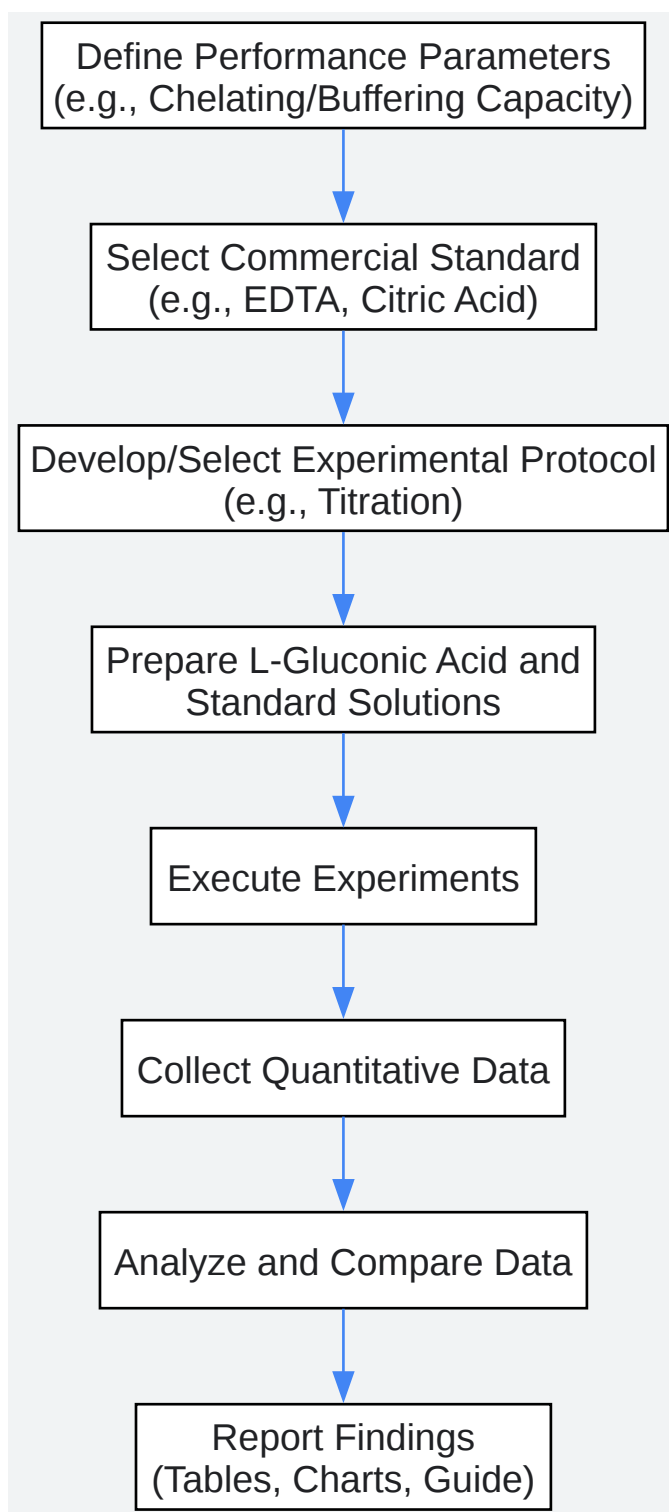 Define Performance Parameters
(e.g., Chelating/Buffering Capacity)
Select Commercial Standard
(e.g., EDTA, Citric Acid)
Develop/Select Experimental Protocol
(e.g., Titration)
Prepare L-Gluconic Acid and
Standard Solutions
Execute Experiments
Collect Quantitative Data
Analyze and Compare Data
Report Findings
(Tables, Charts, Guide)